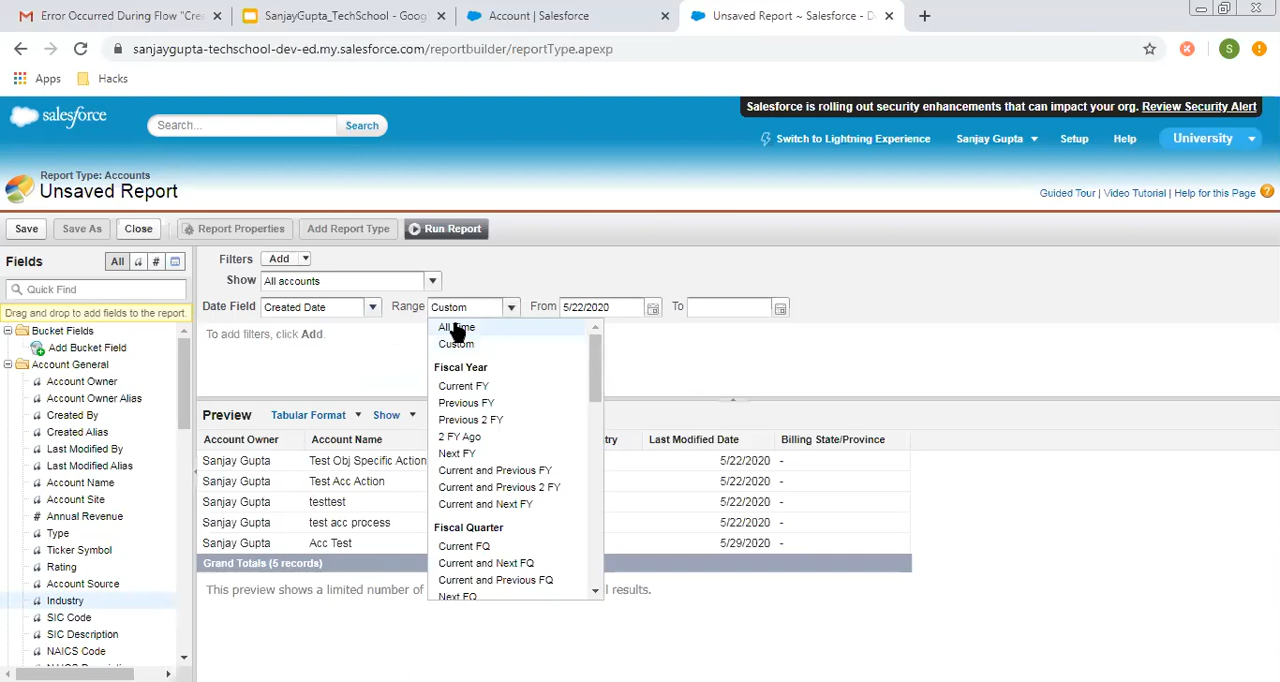 Error Occurred During Flow "Cre
SanjayGupta_TechSchool - Goog
Account | Salesforce
Unsaved Report ~ Salesforce - D
sanjaygupta-techschool-dev-ed.my.salesforce.com/reportbuilder/reportType.apexp
S
Apps
Hacks
salesforce
Search...
Search
Salesforce is rolling out security enhancements that can impact your org. Review Security Alert
Switch to Lightning Experience
Sanjay Gupta
Setup
Help
University
Report Type: Accounts
Unsaved Report
Guided Tour | Video Tutorial | Help for this Page
Save
Save As
Close
Report Properties
Add Report Type
Run Report
Fields
All
a
#
Quick Find
Drag and drop to add fields to the report.
Bucket Fields
Add Bucket Field
Account General
a Account Owner
a Account Owner Alias
a Created By
a Created Alias
a Last Modified By
a Last Modified Alias
a Account Name
a Account Site
# Annual Revenue
a Type
a Ticker Symbol
a Rating
a Account Source
a Industry
a SIC Code
a SIC Description
a NAICS Code
Filters Add
Show All accounts
Date Field Created Date Range Custom From 5/22/2020 To
To add filters, click Add.
All Time
Custom
Fiscal Year
Current FY
Previous FY
Previous 2 FY
2 FY Ago
Next FY
Current and Previous FY
Current and Previous 2 FY
Current and Next FY
Fiscal Quarter
Current FQ
Current and Next FQ
Current and Previous FQ
Next FQ
Preview Tabular Format Show
Account Owner Account Name try Last Modified Date Billing State/Province
Sanjay Gupta Test Obj Specific Action 5/22/2020 -
Sanjay Gupta Test Acc Action 5/22/2020 -
Sanjay Gupta testtest 5/22/2020 -
Sanjay Gupta test acc process 5/22/2020 -
Sanjay Gupta Acc Test 5/29/2020 -
Grand Totals (5 records)
This preview shows a limited number of l results.